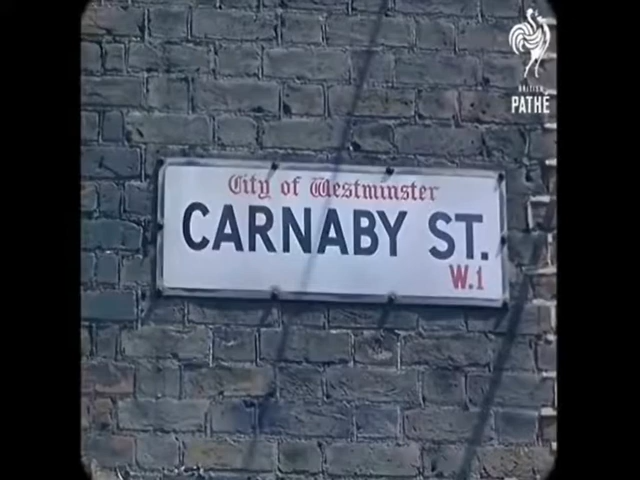 BRITISH
PATHÉ
City of Westminster
CARNABY ST.
W.1